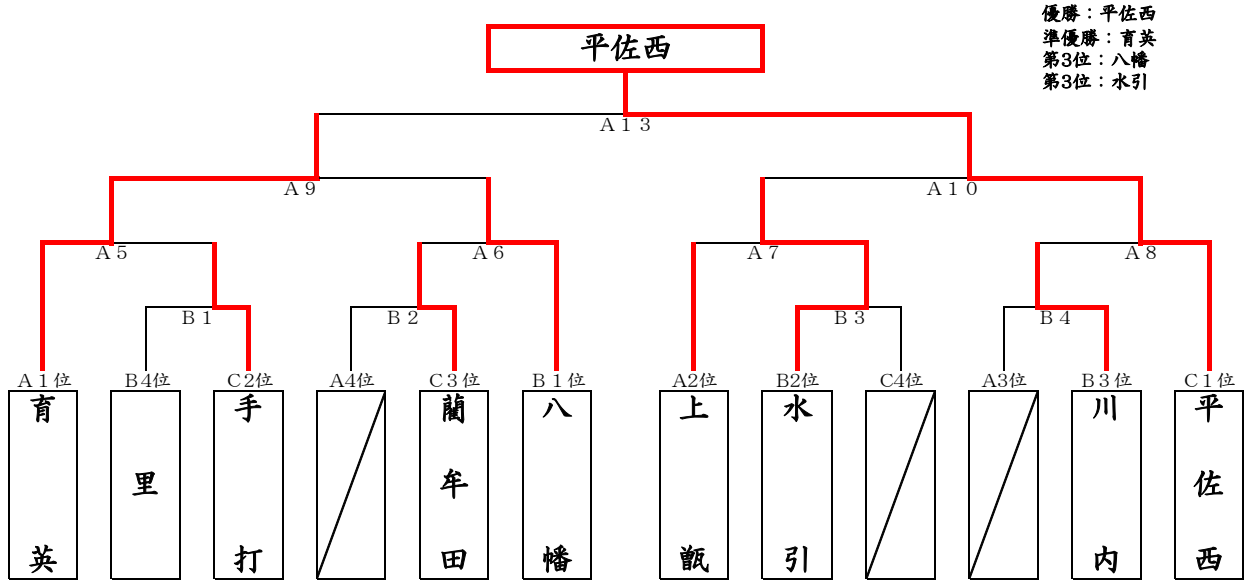 優勝：平佐西
準優勝：育英
第3位：八幡
第3位：水引
平佐西
A13
A9
A10
A5
A6
A7
A8
B1
B2
B3
B4
A1位
B4位
C2位
A4位
C3位
B1位
A2位
B2位
C4位
A3位
B3位
C1位
育英
里
手打
藺牟田
八幡
上甑
水引
川内
平佐西